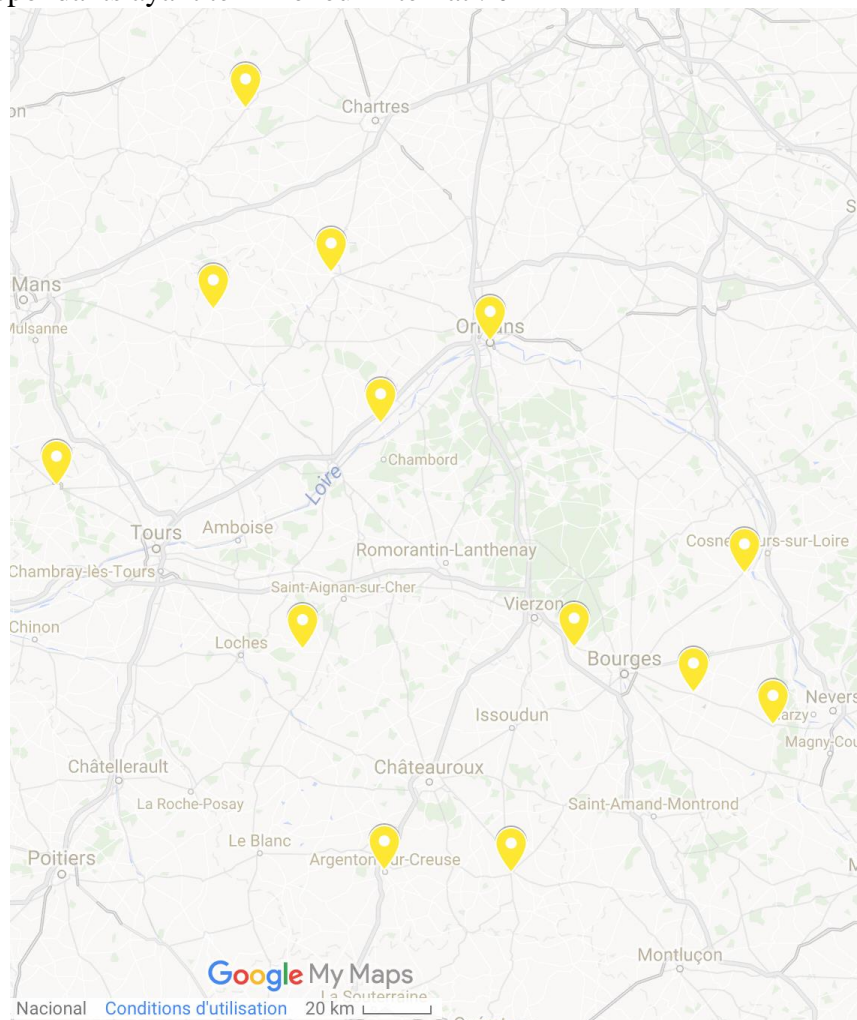 Chartres
Mans
Mulsanne
Orléans
Chambord
Loire
Tours
Amboise
Cosne-Cours-sur-Loire
Romorantin-Lanthenay
Chambray-lès-Tours
Saint-Aignan-sur-Cher
Vierzon
Chinon
Loches
Bourges
Nevers
Issoudun
Magny-Cou
Châtellerault
Châteauroux
La Roche-Posay
Saint-Amand-Montrond
Le Blanc
Poitiers
Argenton-sur-Creuse
Montluçon
Google My Maps
La Souterraine
Nacional Conditions d'utilisation 20 km